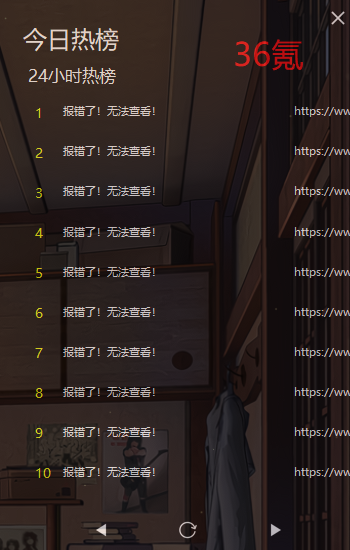 今日热榜
36氪
24小时热榜
1 报错了！无法查看! https://ww
2 报错了！无法查看! https://ww
3 报错了！无法查看! https://ww
4 报错了！无法查看! https://ww
5 报错了！无法查看! https://ww
6 报错了！无法查看! https://ww
7 报错了！无法查看! https://ww
8 报错了！无法查看! https://ww
9 报错了！无法查看! https://ww
10 报错了！无法查看! https://ww